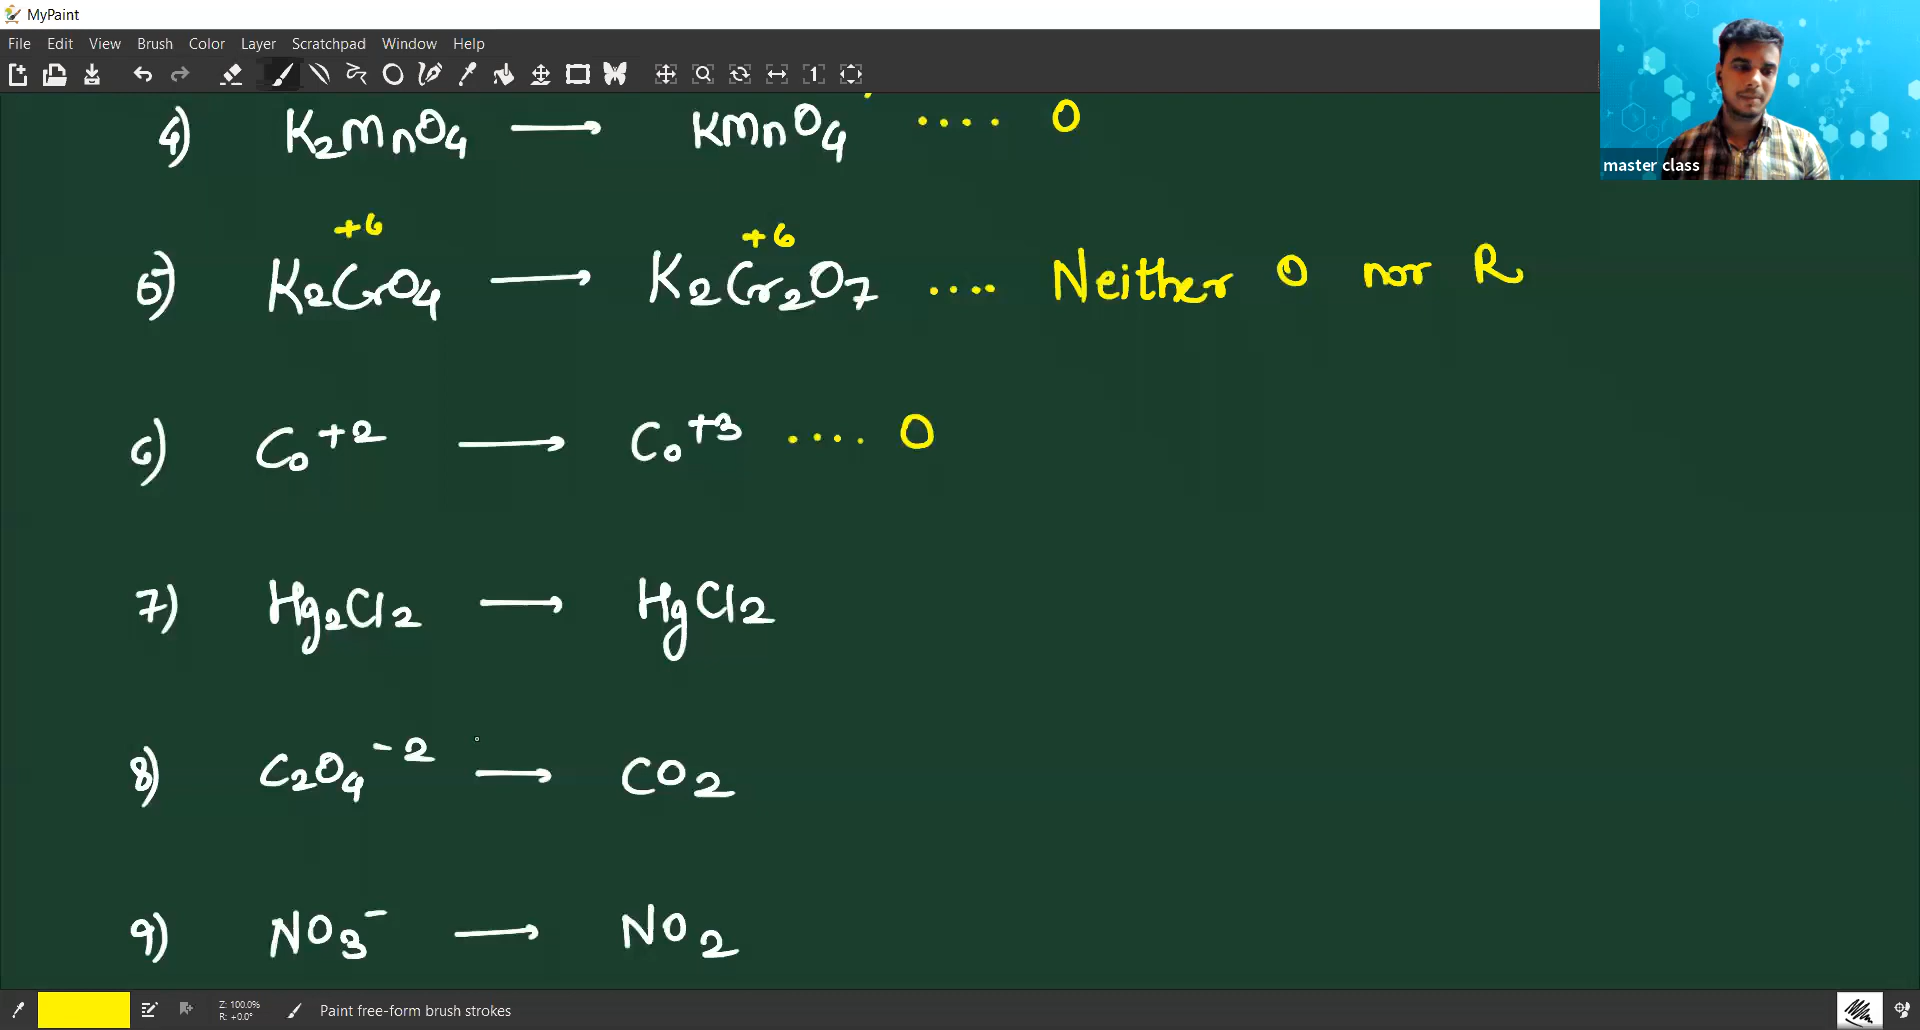 MyPaint
File Edit View Brush Color Layer Scratchpad Window Help
master class
4) K2MnO4 ⟶ KMnO4 .... O
+6 +6
5) K2CrO4 ⟶ K2Cr2O7 .... Neither O nor R
6) Co+2 ⟶ Co+3 .... O
7) Hg2Cl2 ⟶ HgCl2
8) C2O4-2 ⟶ CO2
9) NO3- ⟶ NO2
Z: 100.0%
R: +0.0°
Paint free-form brush strokes